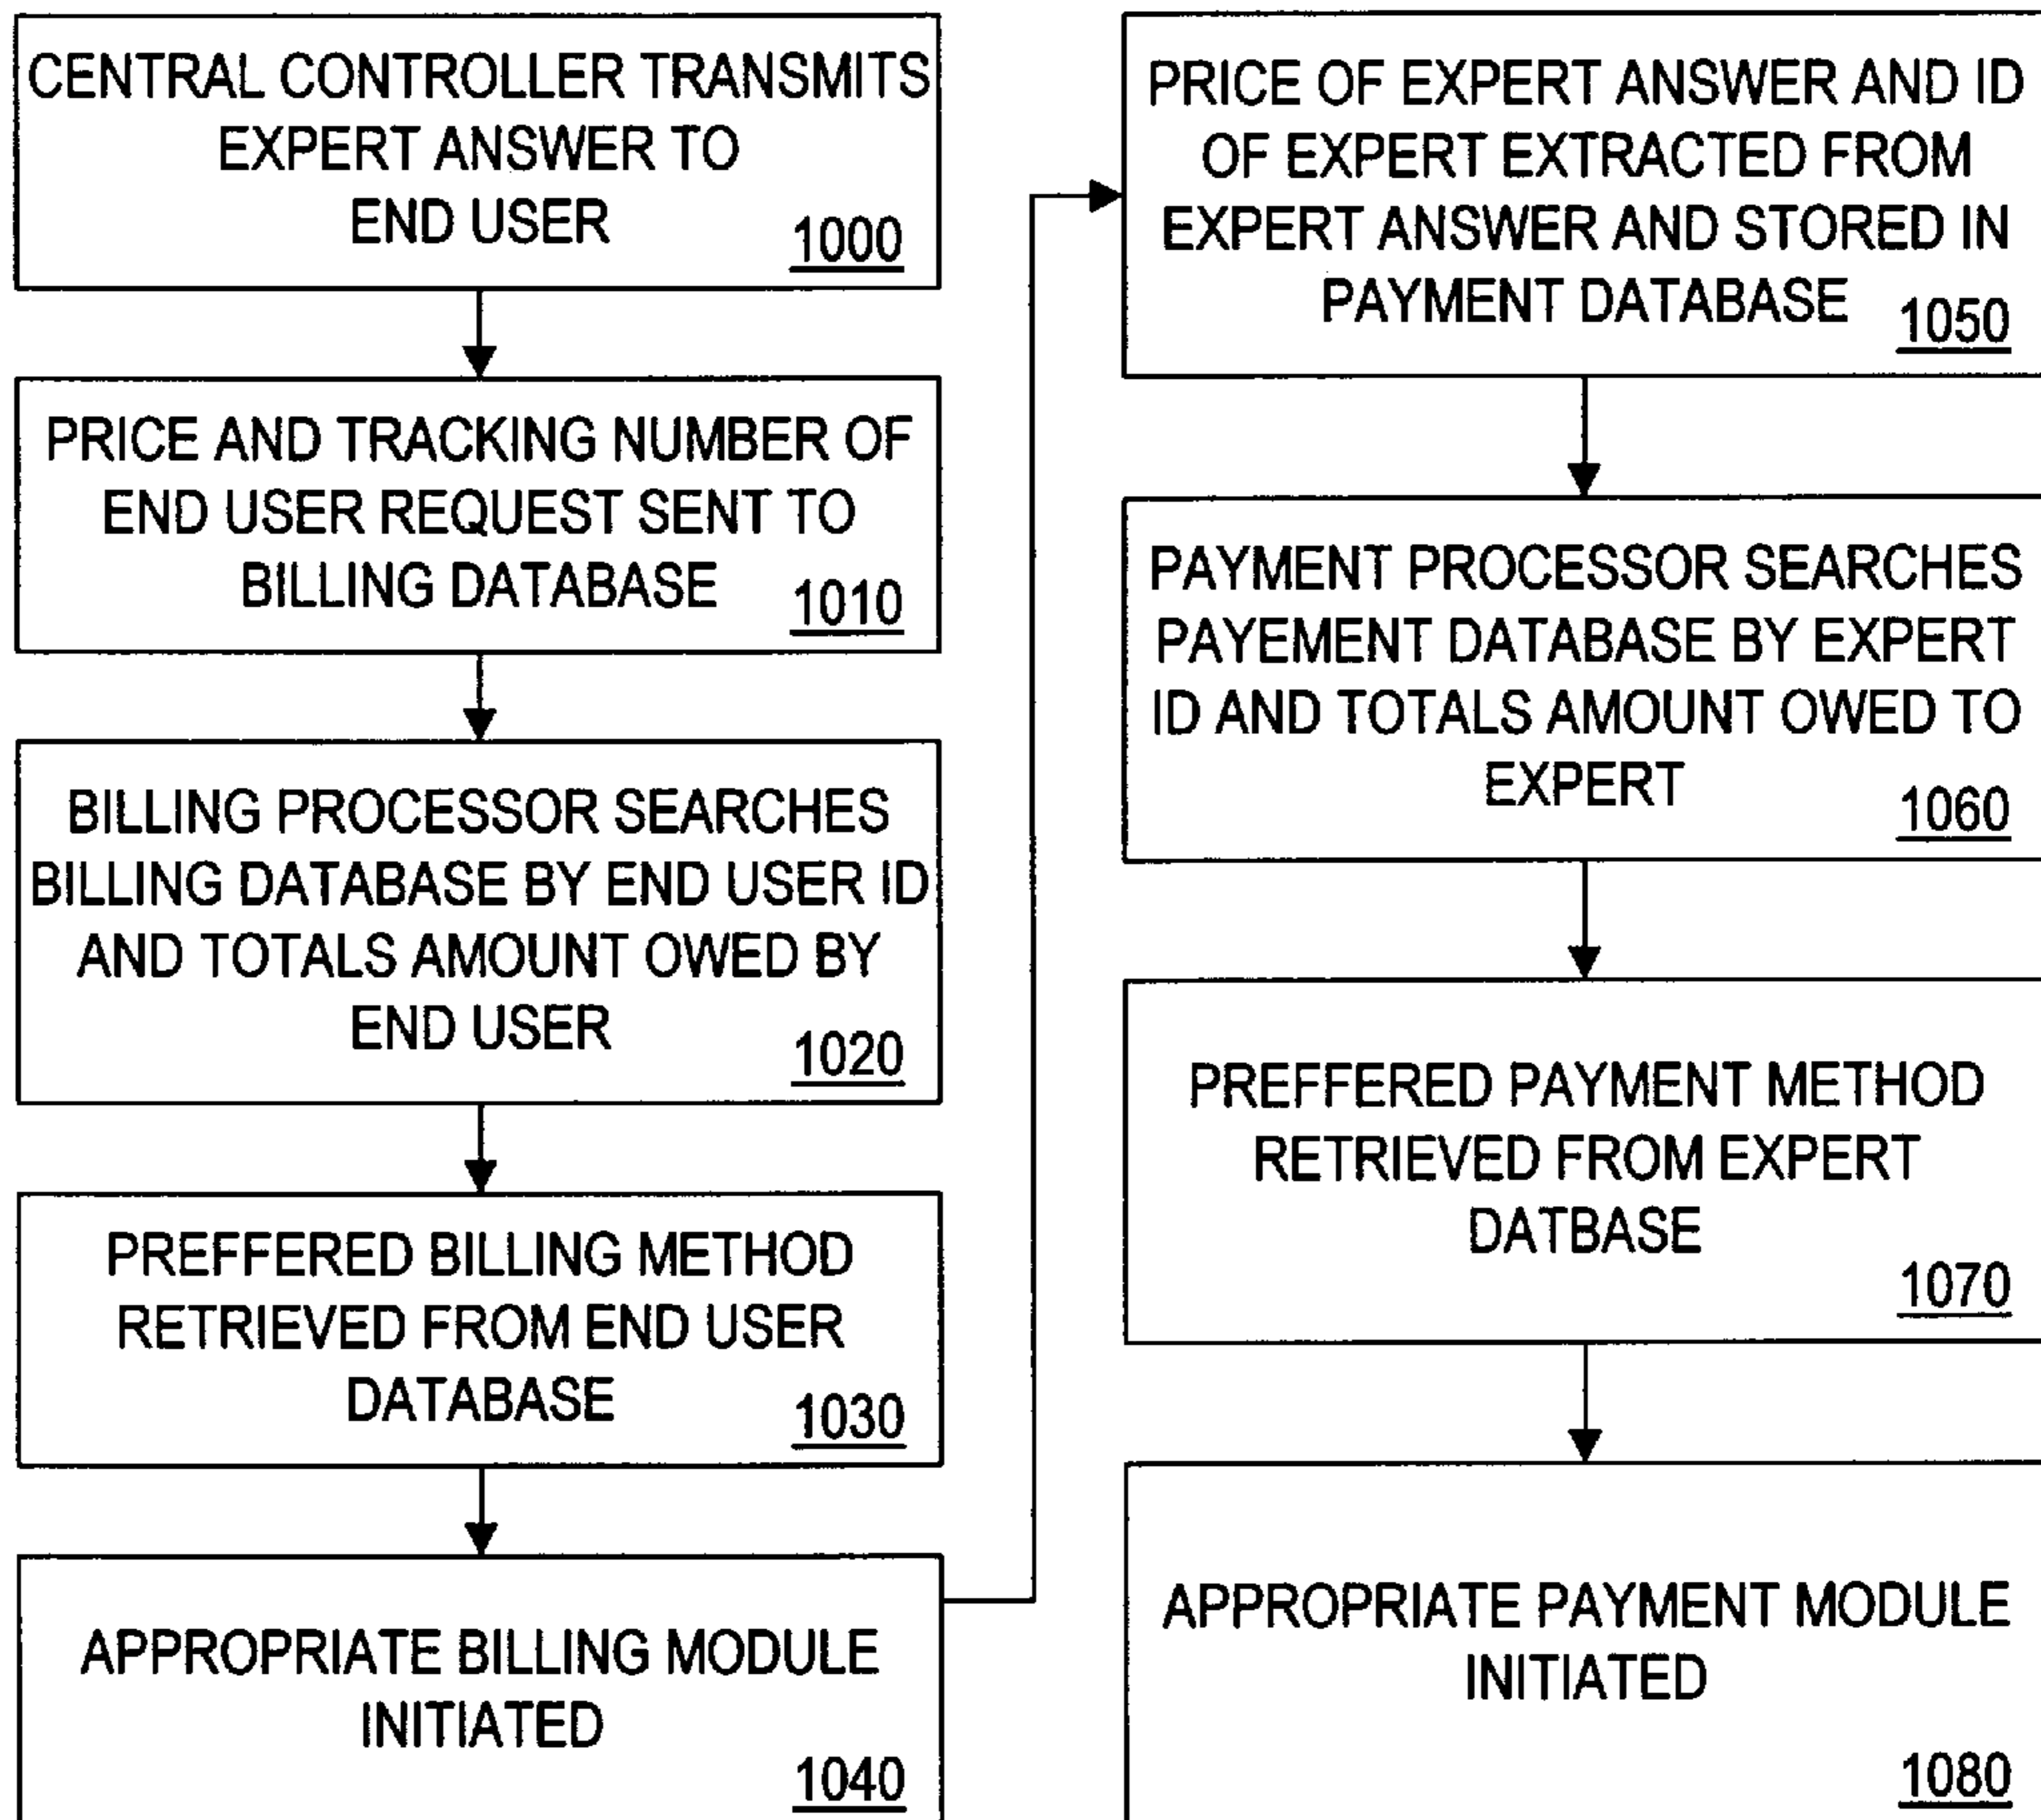 CENTRAL CONTROLLER TRANSMITS
EXPERT ANSWER TO
END USER
1000
PRICE AND TRACKING NUMBER OF
END USER REQUEST SENT TO
BILLING DATABASE
1010
BILLING PROCESSOR SEARCHES
BILLING DATABASE BY END USER ID
AND TOTALS AMOUNT OWED BY
END USER
1020
PREFFERED BILLING METHOD
RETRIEVED FROM END USER
DATABASE
1030
APPROPRIATE BILLING MODULE
INITIATED
1040
PRICE OF EXPERT ANSWER AND ID
OF EXPERT EXTRACTED FROM
EXPERT ANSWER AND STORED IN
PAYMENT DATABASE
1050
PAYMENT PROCESSOR SEARCHES
PAYEMENT DATABASE BY EXPERT
ID AND TOTALS AMOUNT OWED TO
EXPERT
1060
PREFFERED PAYMENT METHOD
RETRIEVED FROM EXPERT
DATBASE
1070
APPROPRIATE PAYMENT MODULE
INITIATED
1080